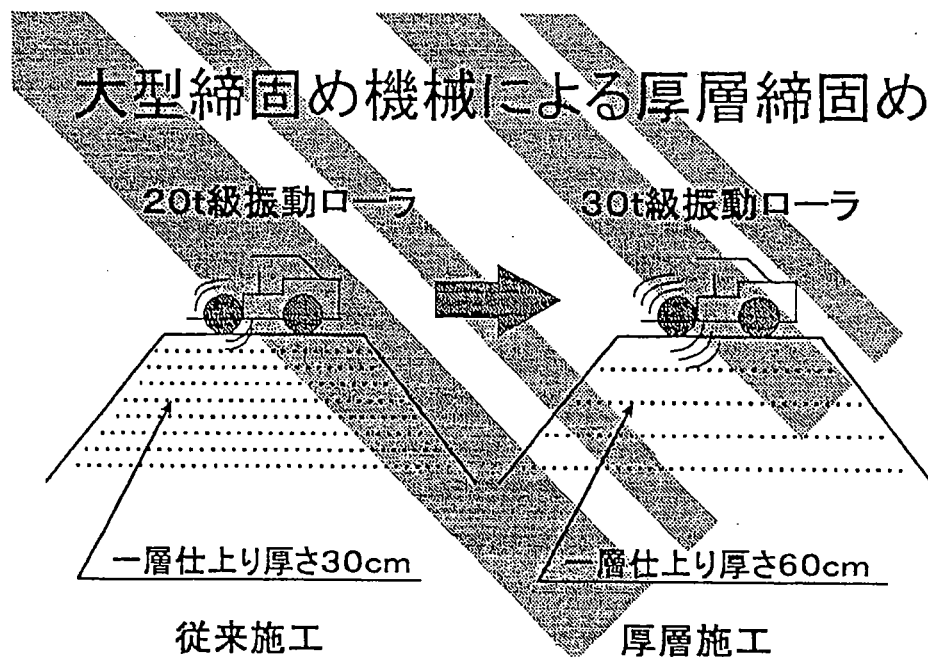 大型締固め機械による厚層締固め
20t級振動ローラ
30t級振動ローラ
一層仕上り厚さ30cm
一層仕上り厚さ60cm
従来施工
厚層施工